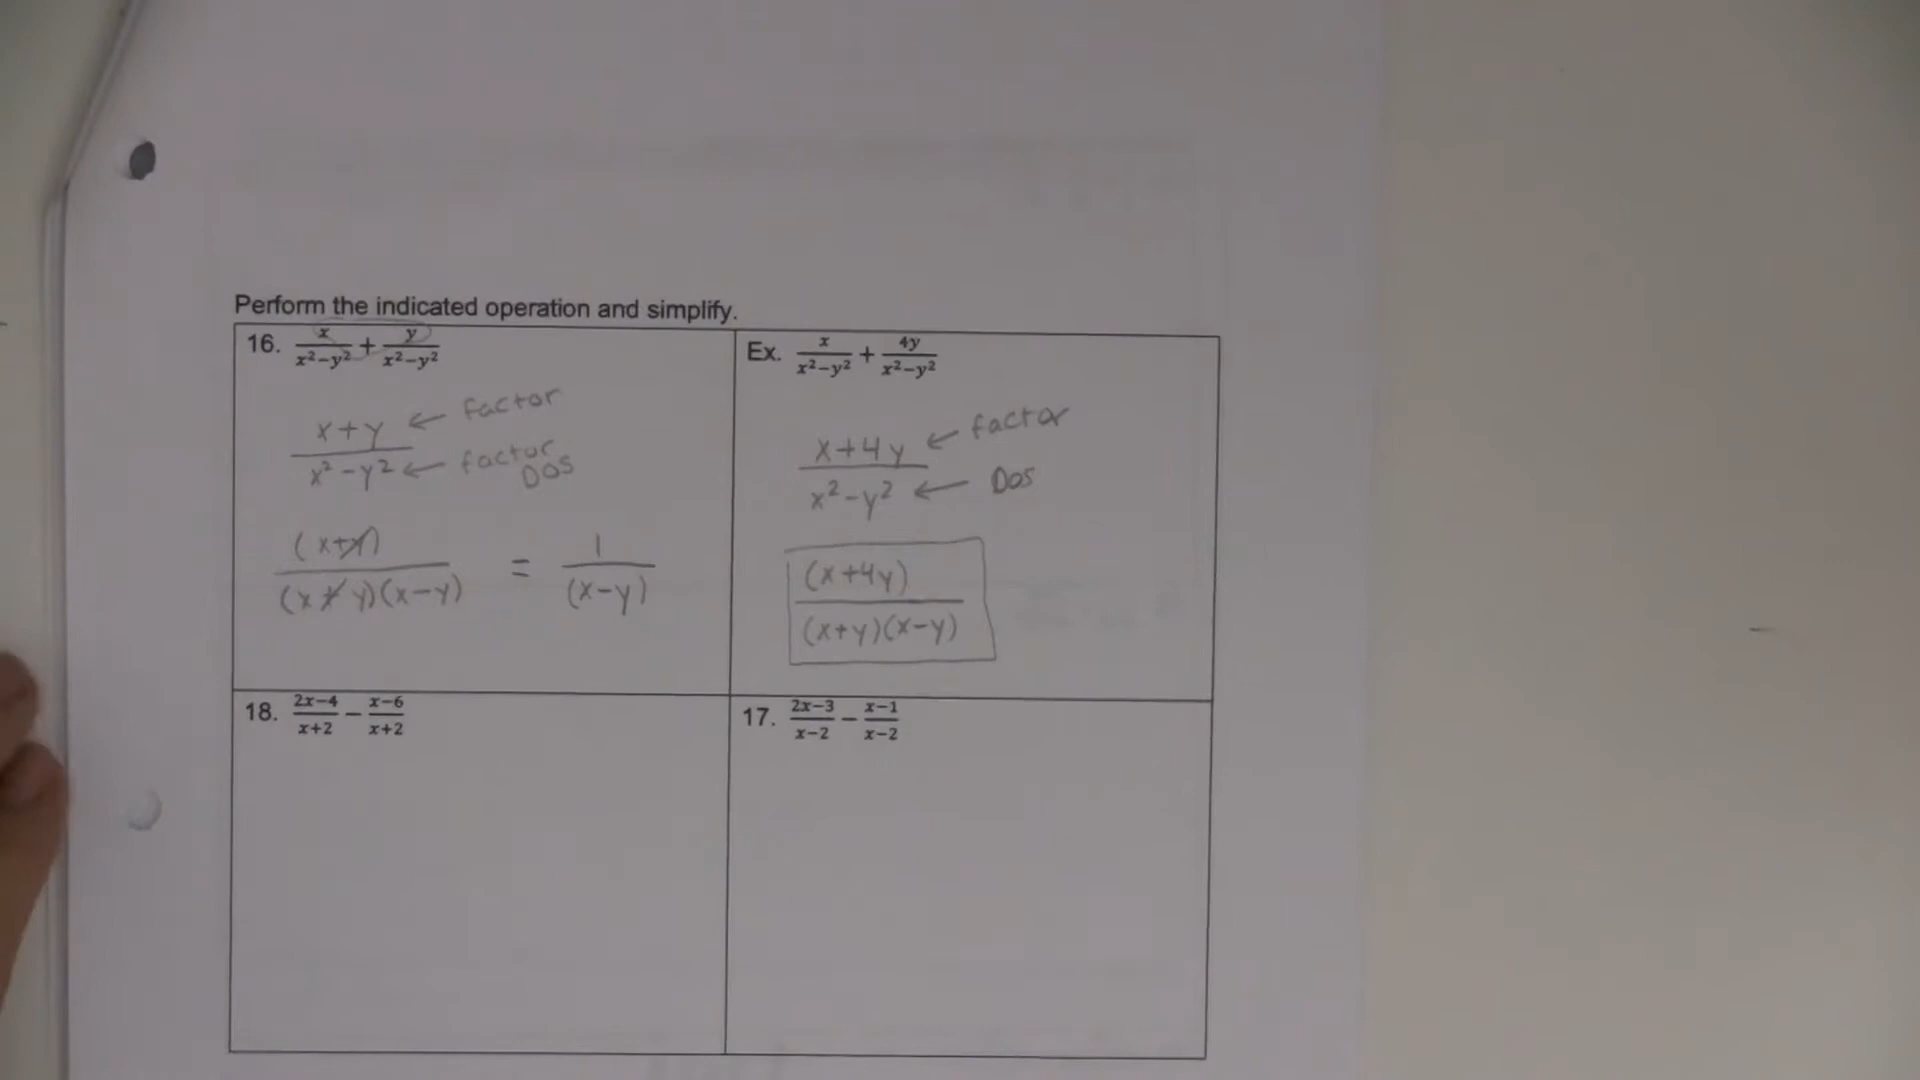 Perform the indicated operation and simplify.
16. x/(x²−y²) + y/(x²−y²)
x+y ← factor
x²−y² ← factor
DOS
(x+y)/((x+y)(x−y)) = 1/(x−y)
Ex. x/(x²−y²) + 4y/(x²−y²)
x+4y ← factor
x²−y² ← DOS
(x+4y)
(x+y)(x−y)
18. (2x−4)/(x+2) − (x−6)/(x+2)
17. (2x−3)/(x−2) − (x−1)/(x−2)